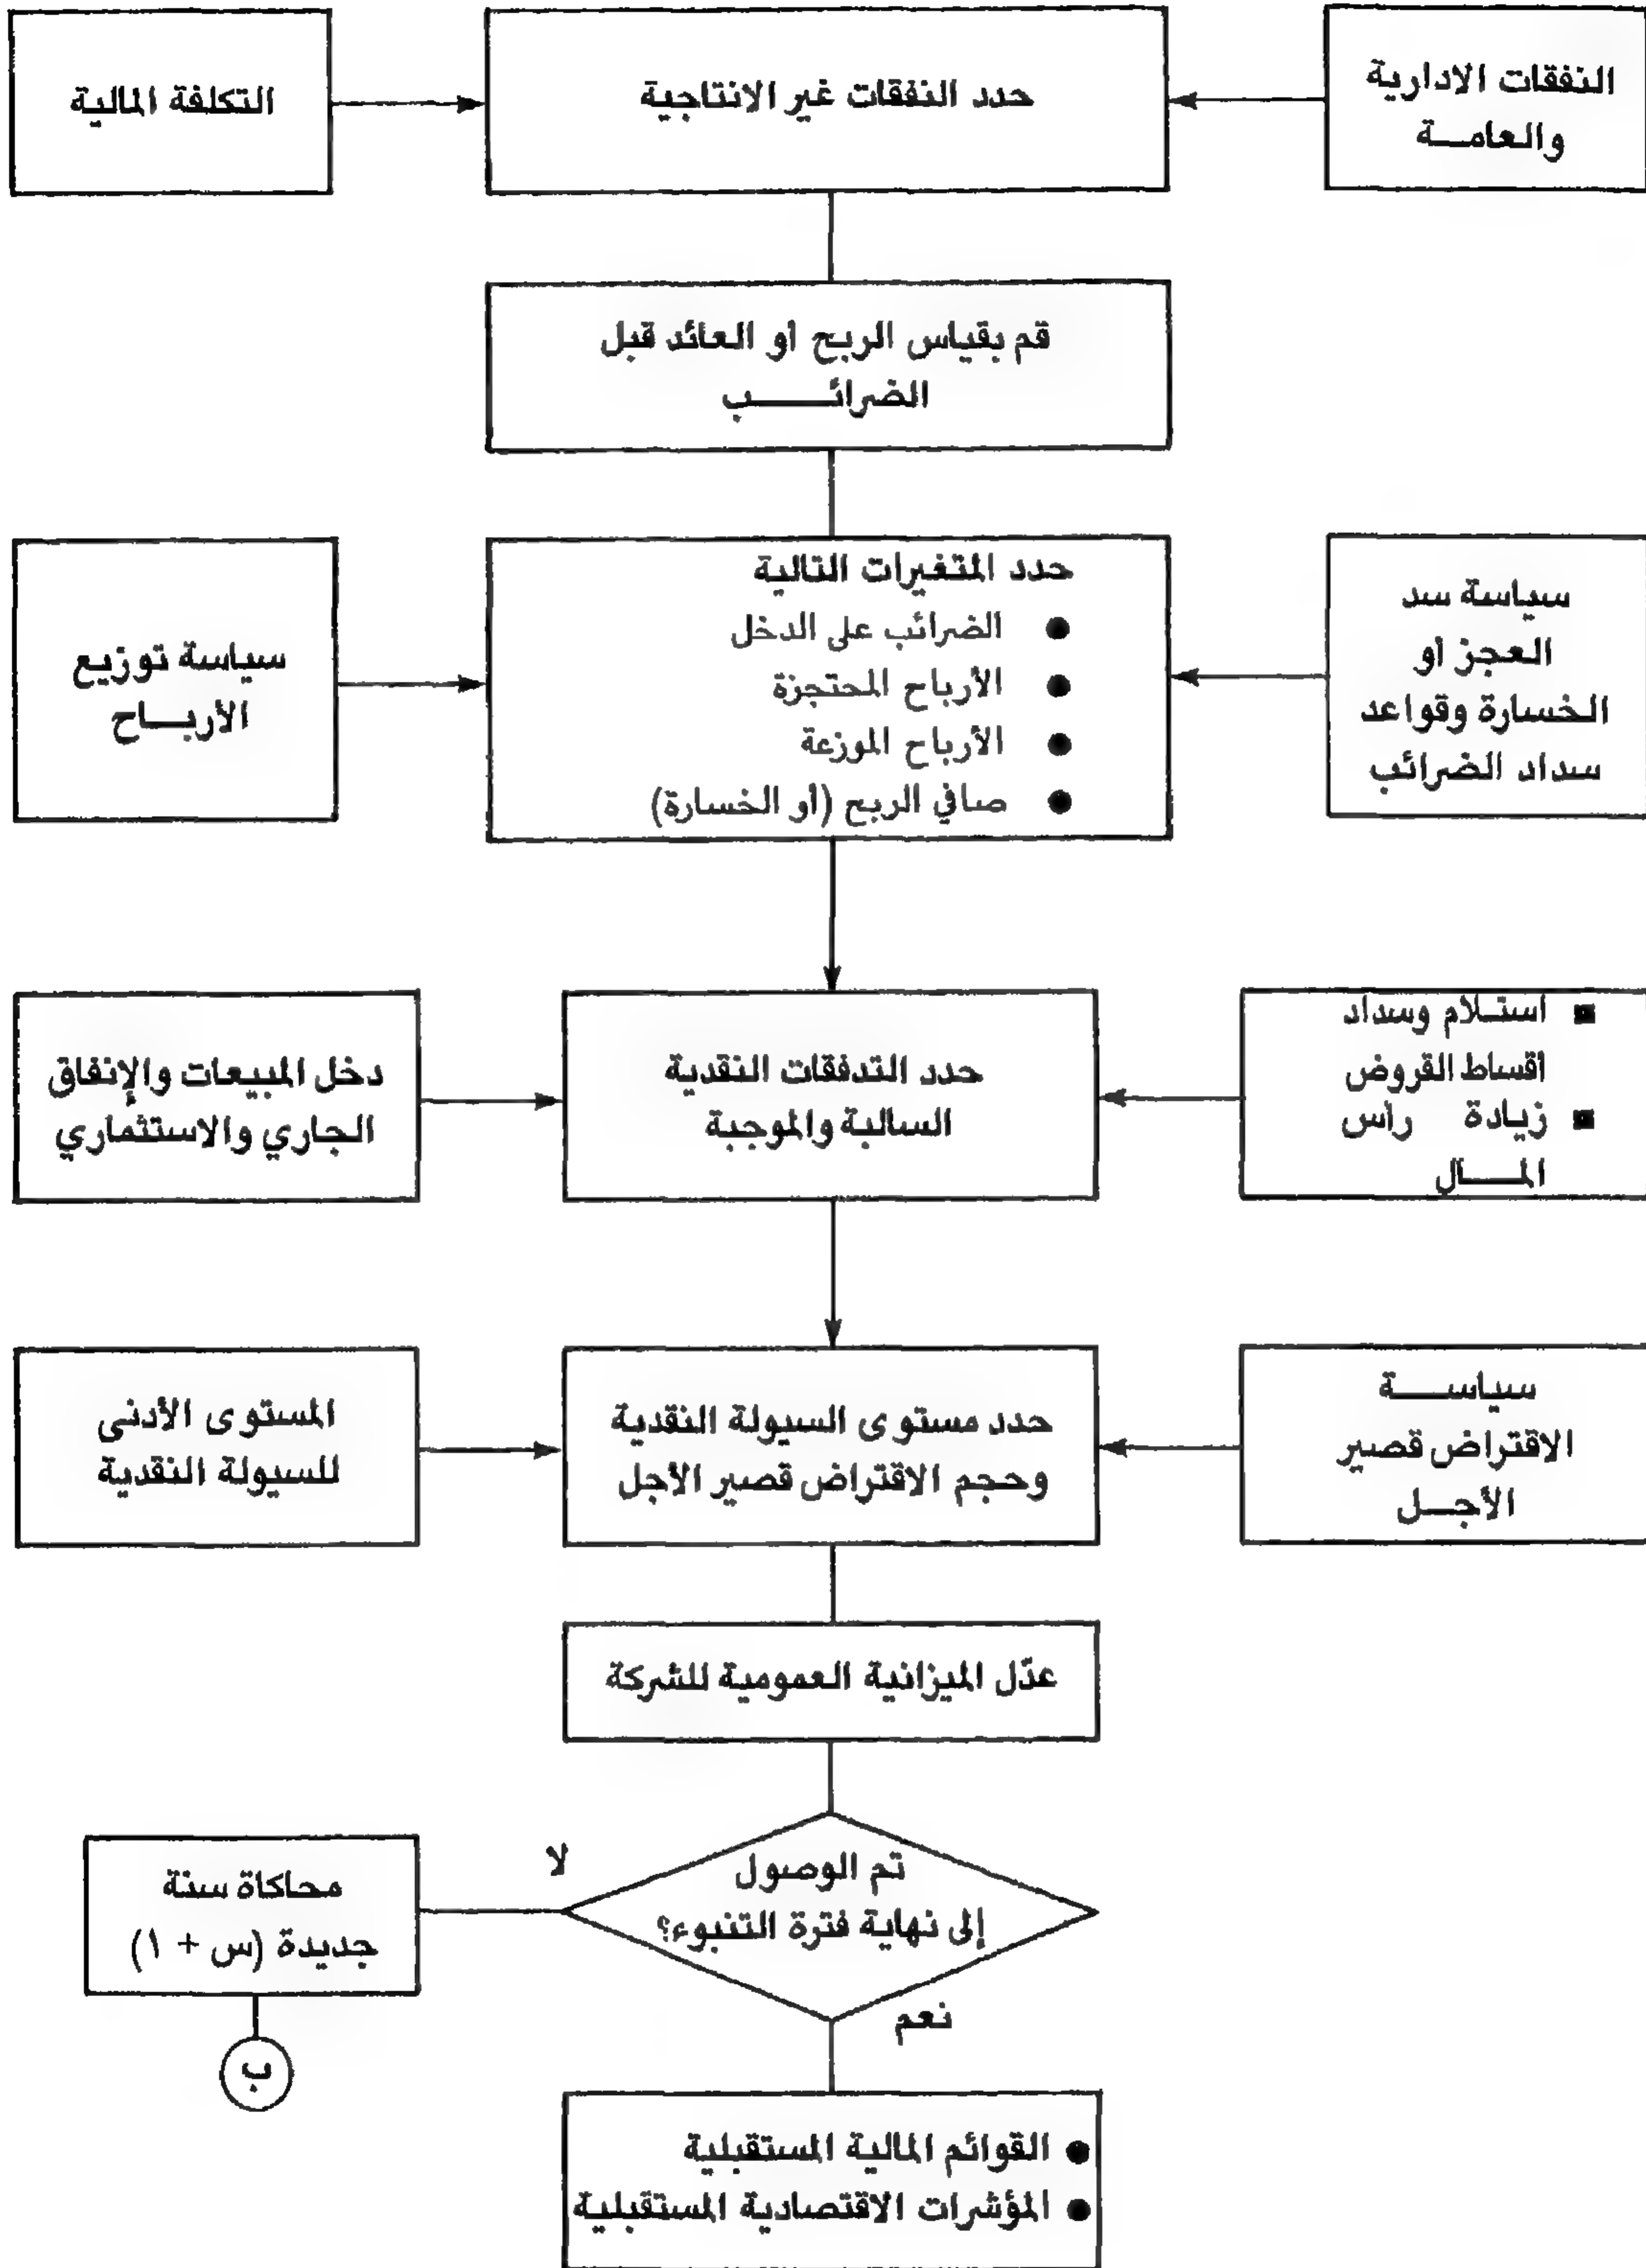 النفقات الادارية
والعامـــة
حدد النفقات غير الانتاجية
التكلفة المالية
قم بقياس الربح او العائد قبل
الضرائـــــب
سياسة سد
العجز او
الخسارة وقواعد
سداد الضرائب
حدد المتغيرات التالية
● الضرائب على الدخل
● الأرباح المحتجزة
● الأرباح الموزعة
● صافي الربح (أو الخسارة)
سياسة توزيع
الأربـــاح
■ استـلام وسداد
اقساط القروض
■ زيادة راس
المـــال
حدد التدفقات النقدية
السالبة والموجبة
دخل المبيعات والإنفاق
الجاري والاستثماري
سياســـة
الاقتراض قصير
الأجــل
حدد مستوى السيولة النقدية
وحجم الاقتراض قصير الأجل
المستوى الأدنى
للسيولة النقدية
عدّل الميزانية العمومية للشركة
تم الوصول
إلى نهاية فترة التنبوء؟
لا
محاكاة سنة
جديدة (س + ١)
ب
نعم
● القوائم المالية المستقبلية
● المؤشرات الاقتصادية المستقبلية